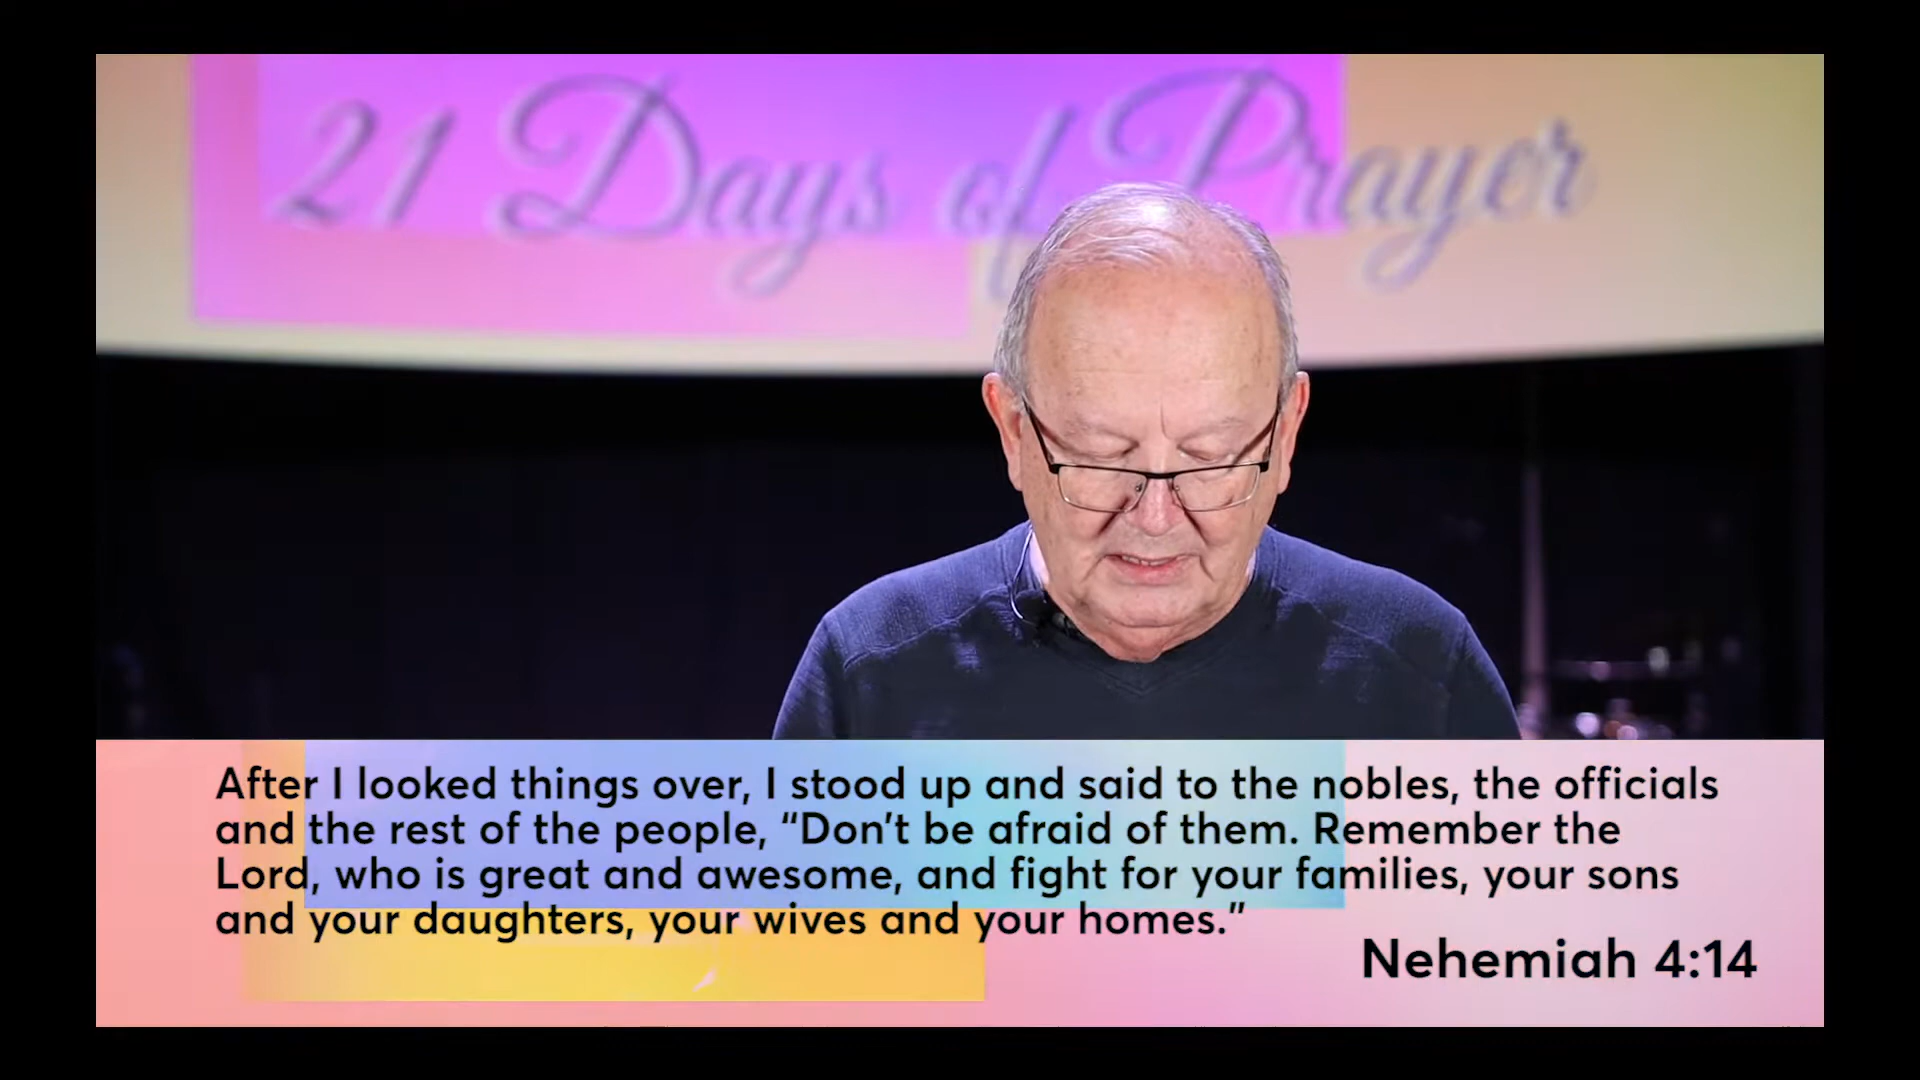 21 Days of Prayer
After I looked things over, I stood up and said to the nobles, the officials
and the rest of the people, “Don’t be afraid of them. Remember the
Lord, who is great and awesome, and fight for your families, your sons
and your daughters, your wives and your homes.”
Nehemiah 4:14